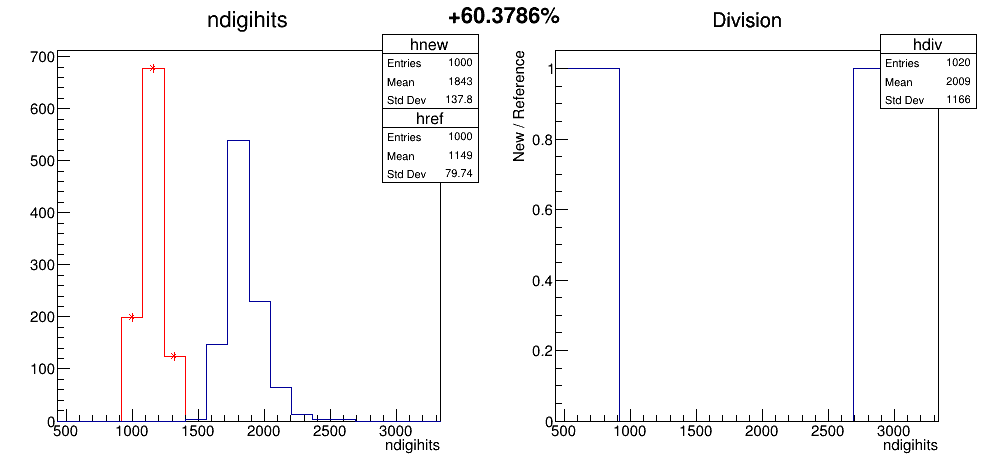 +60.3786%
ndigihits
hnew
Entries 1000
Mean 1843
Std Dev 137.8
href
Entries 1000
Mean 1149
Std Dev 79.74
700
600
500
400
300
200
100
0
500 1000 1500 2000 2500 3000
ndigihits
Division
hdiv
Entries 1020
Mean 2009
Std Dev 1166
New / Reference
1
0.8
0.6
0.4
0.2
0
500 1000 1500 2000 2500 3000
ndigihits